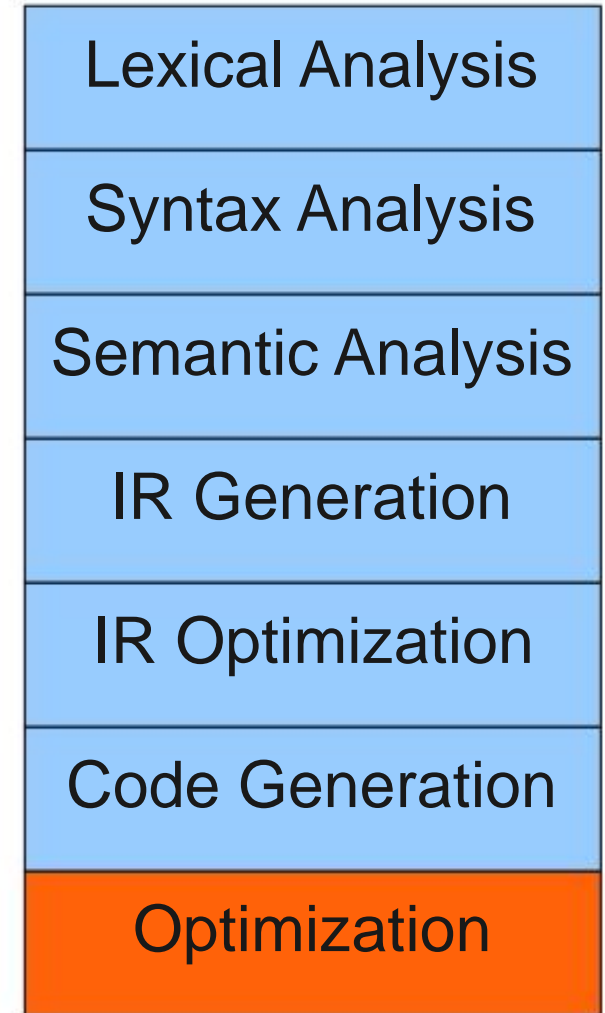 Lexical Analysis
Syntax Analysis
Semantic Analysis
IR Generation
IR Optimization
Code Generation
Optimization